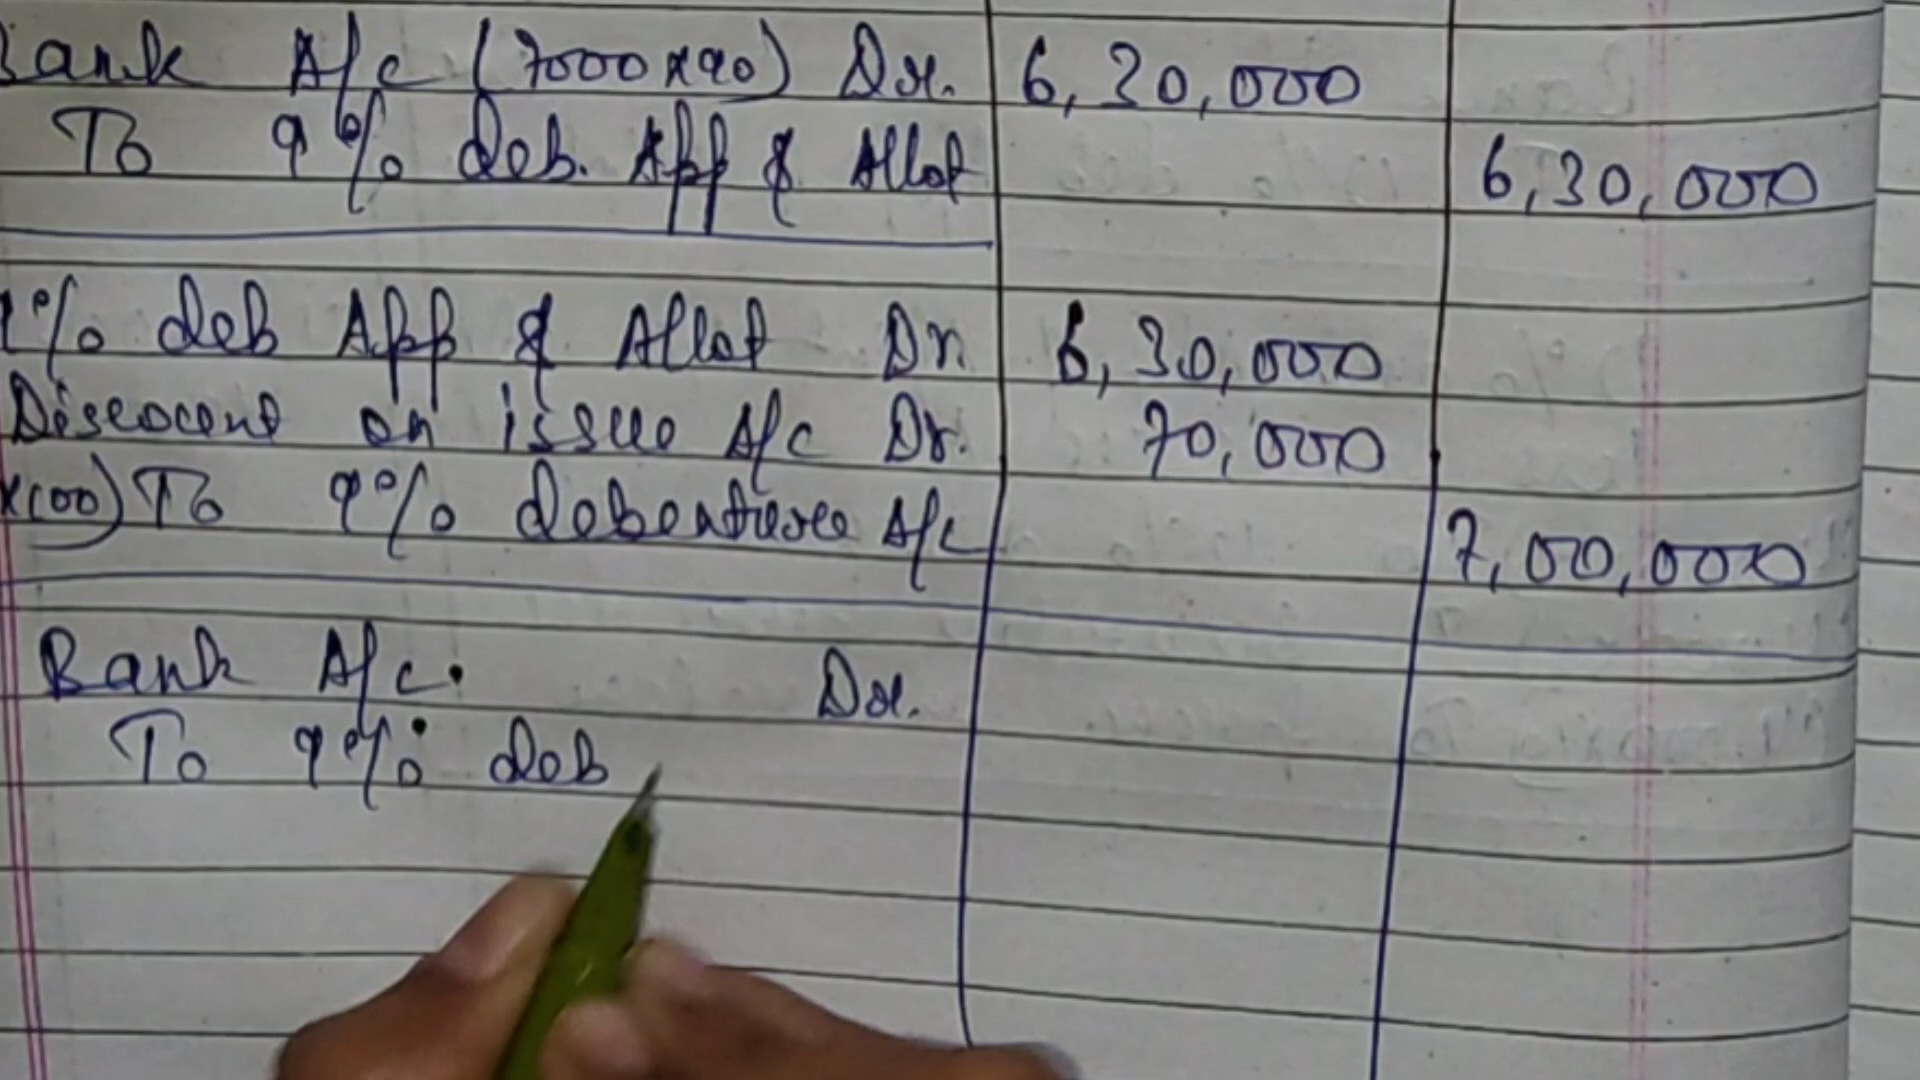 Bank A/c (7000x90) Dr. 6,30,000
To 9% deb. App & Allot 6,30,000
9% deb App & Allot Dr. 6,30,000
Discount on issue A/c Dr. 70,000
x100) To 9% debenture A/c 7,00,000
Bank A/c. Dr.
To 9% deb